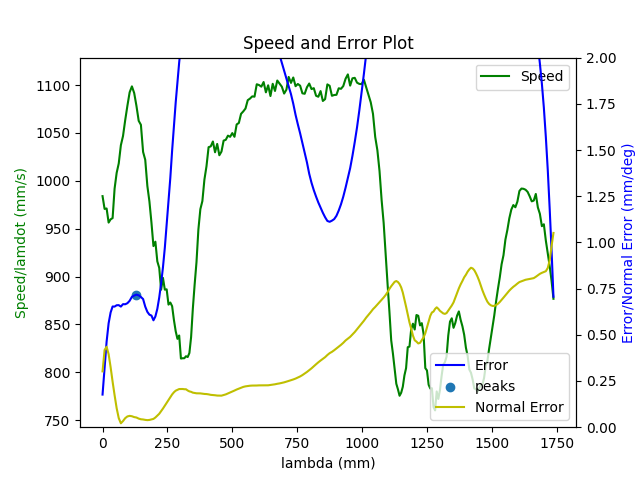 Speed and Error Plot
Speed/lamdot (mm/s)
1100
1050
1000
950
900
850
800
750
Speed
2.00
1.75
1.50
1.25
1.00
0.75
0.50
0.25
0.00
Error/Normal Error (mm/deg)
Error
peaks
Normal Error
0 250 500 750 1000 1250 1500 1750
lambda (mm)